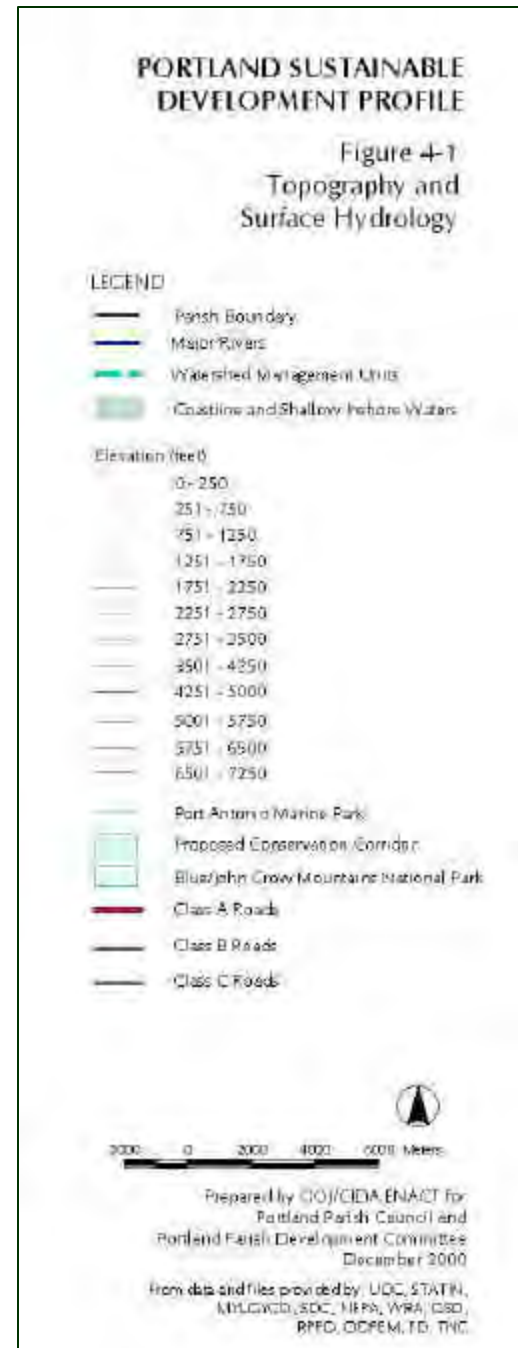 PORTLAND SUSTAINABLE
DEVELOPMENT PROFILE
Figure 4-1
Topography and
Surface Hydrology
LEGEND
Parish Boundary
Major Rivers
Watershed Management Units
Coastline and Shallow Inshore Waters
Elevation (feet)
0 - 250
251 - 750
751 - 1250
1251 - 1750
1751 - 2250
2251 - 2750
2751 - 3500
3501 - 4250
4251 - 5000
5001 - 5750
5751 - 6500
6501 - 7250
Port Antonio Marine Park
Proposed Conservation Corridor
Blue/John Crow Mountains National Park
Class A Roads
Class B Roads
Class C Roads
2000 0 2000 4000 6000 Meters
Prepared by GOJ/CIDA ENACT for
Portland Parish Council and
Portland Parish Development Committee
December 2000
From data and files provided by: UDC, STATIN,
SDC, NEPA, WRA,
ODPEM, TNC